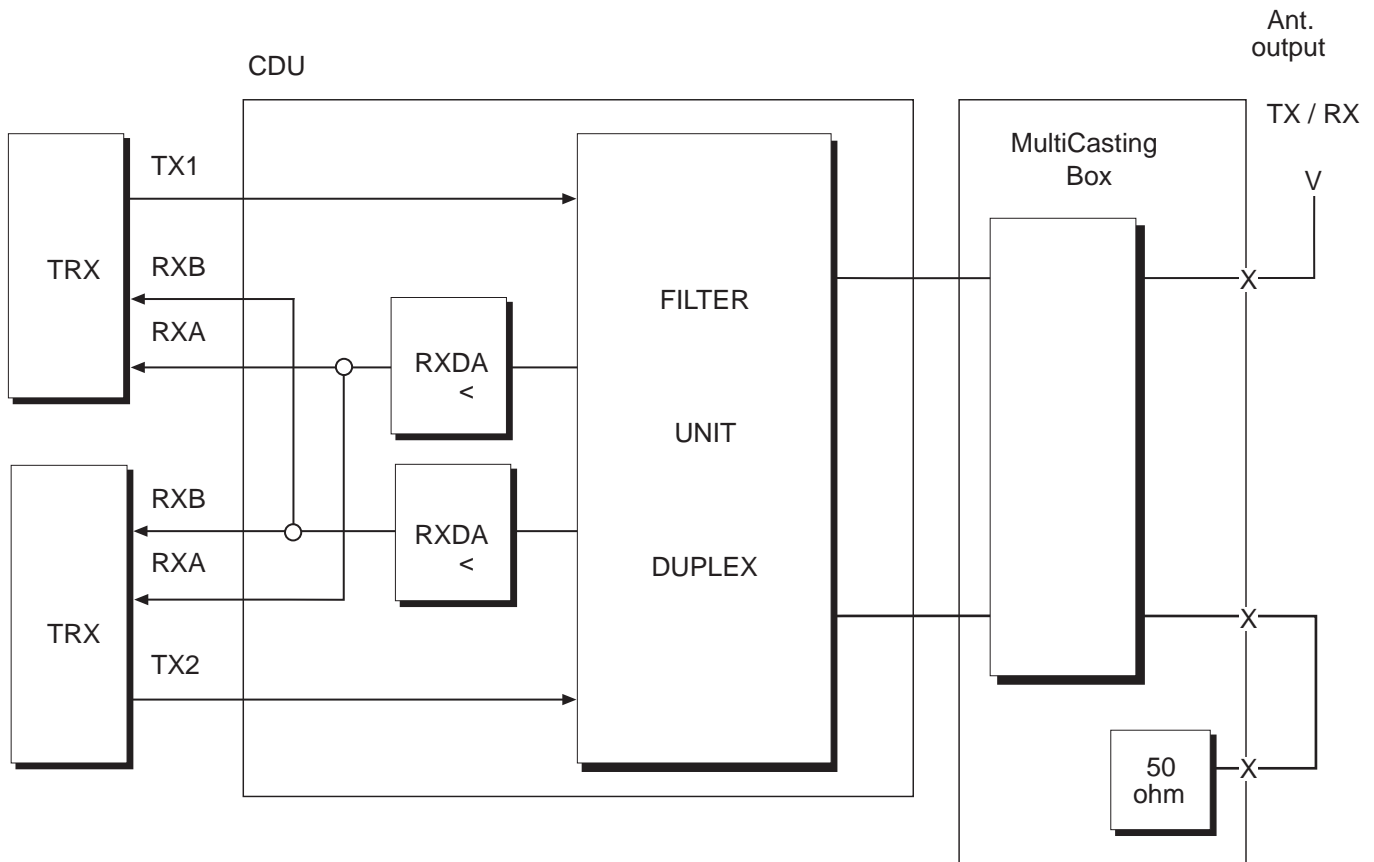 Ant.
output
CDU
TX / RX
MultiCasting
Box
TX1
V
TRX
RXB
FILTER
X
RXA
RXDA
<
UNIT
RXB
RXDA
<
RXA
DUPLEX
TRX
X
TX2
50
ohm
X